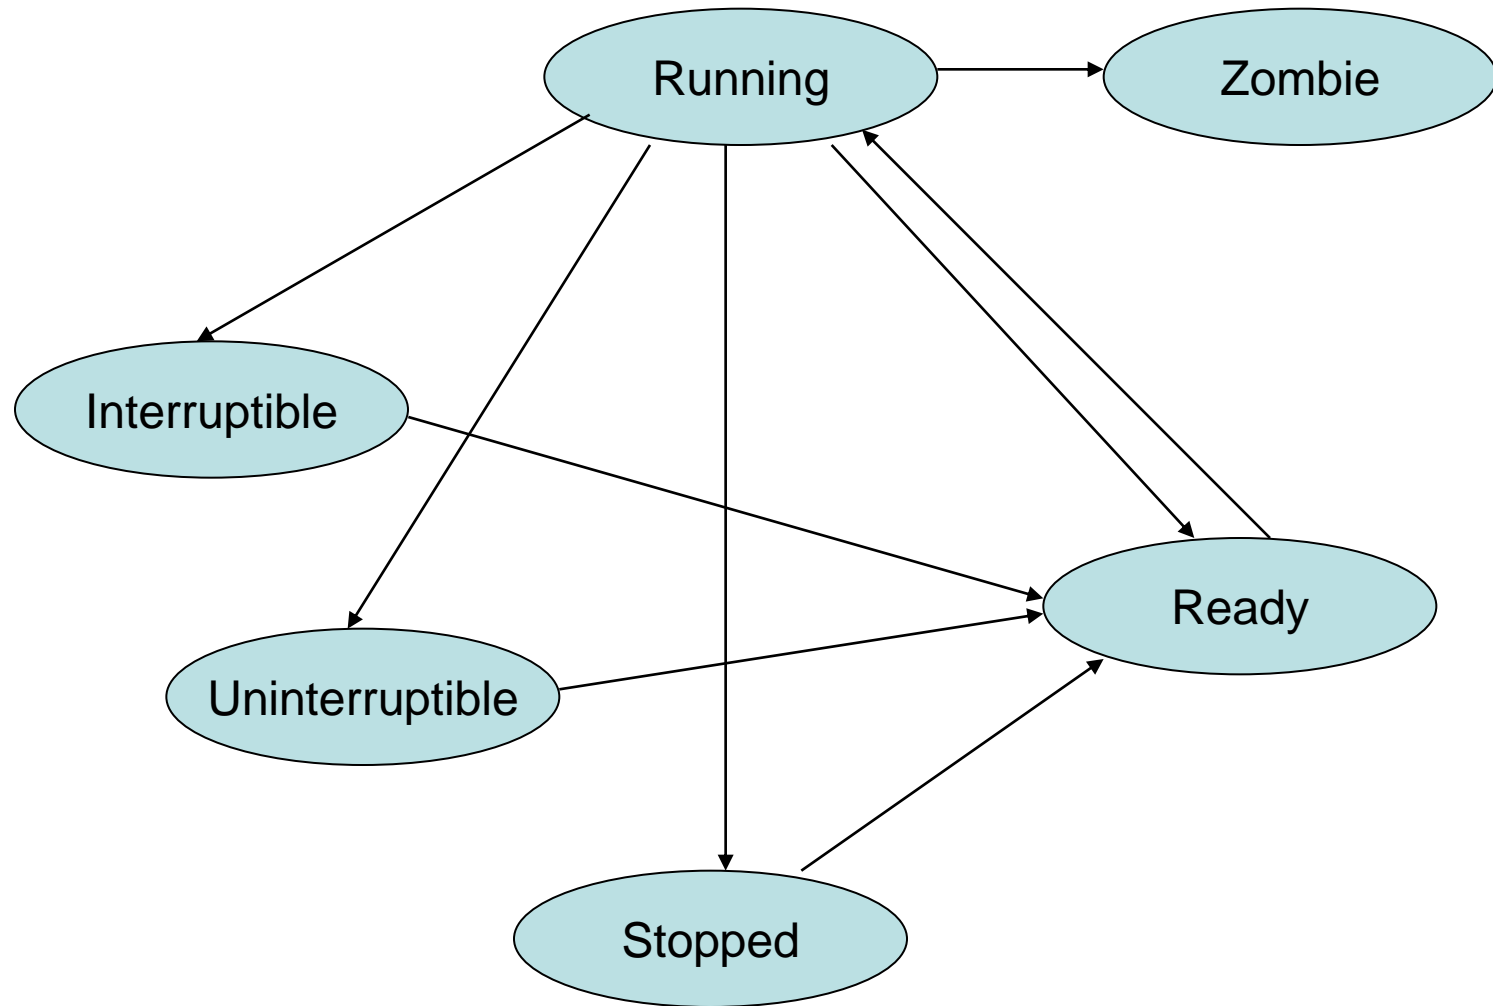 Running
Zombie
Interruptible
Ready
Uninterruptible
Stopped